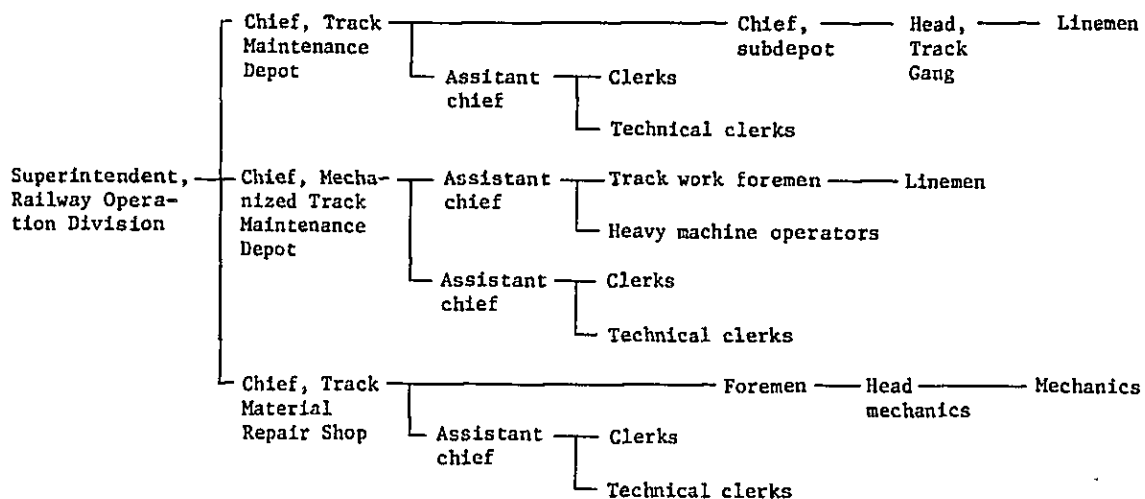 Chief, Track
Maintenance
Depot
Chief,
subdepot
Head,
Track
Gang
Linemen
Assitant
chief
Clerks
Technical clerks
Superintendent,
Railway Opera-
tion Division
Chief, Mecha-
nized Track
Maintenance
Depot
Assistant
chief
Track work foremen
Linemen
Heavy machine operators
Assistant
chief
Clerks
Technical clerks
Chief, Track
Material
Repair Shop
Foremen
Head
mechanics
Mechanics
Assistant
chief
Clerks
Technical clerks